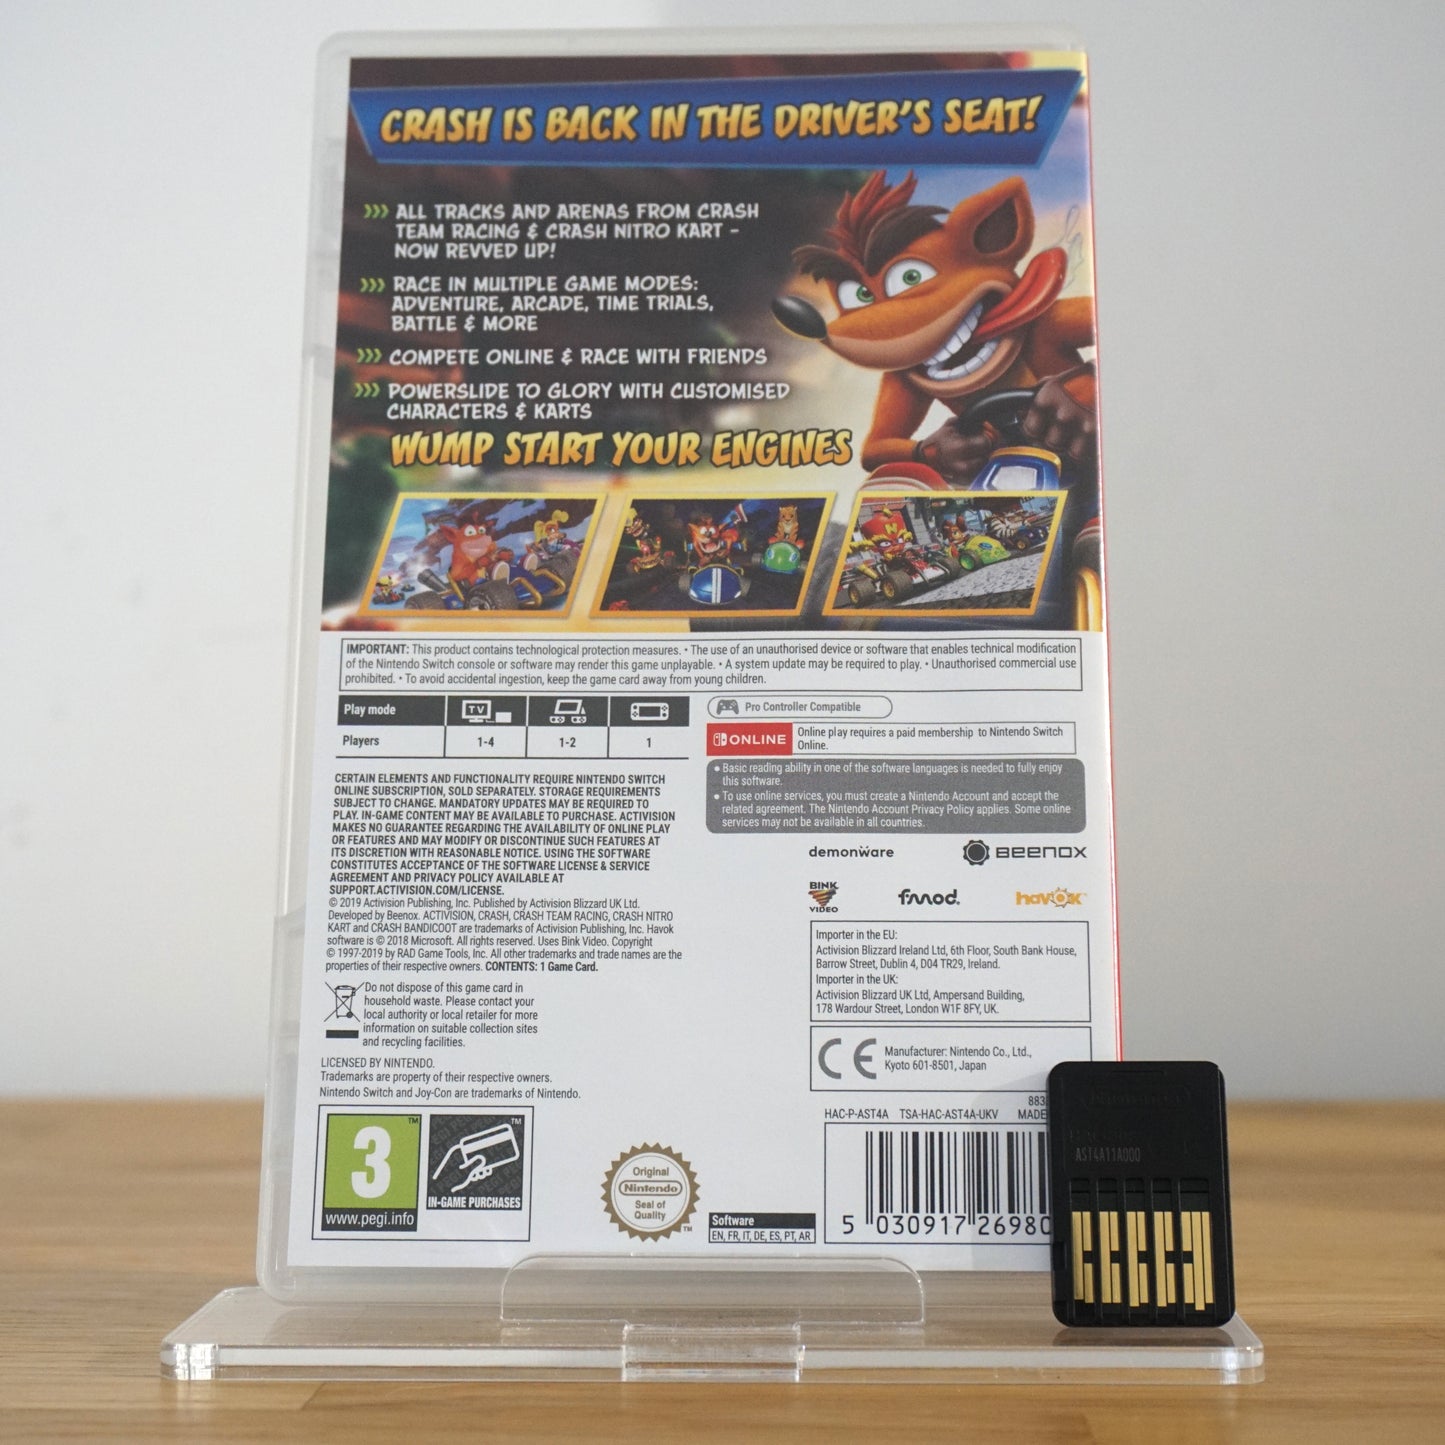 CRASH IS BACK IN THE DRIVER'S SEAT!
ALL TRACKS AND ARENAS FROM CRASH
TEAM RACING & CRASH NITRO KART -
NOW REVVED UP!
RACE IN MULTIPLE GAME MODES:
ADVENTURE, ARCADE, TIME TRIALS,
BATTLE & MORE
COMPETE ONLINE & RACE WITH FRIENDS
POWERSLIDE TO GLORY WITH CUSTOMISED
CHARACTERS & KARTS
WUMP START YOUR ENGINES
IMPORTANT: This product contains technological protection measures. • The use of an unauthorised device or software that enables technical modification
of the Nintendo Switch console or software may render this game unplayable. • A system update may be required to play. • Unauthorised commercial use
prohibited. • To avoid accidental ingestion, keep the game card away from young children.
Play mode TV
Players 1-4 1-2 1
Pro Controller Compatible
ONLINE
Online play requires a paid membership to Nintendo Switch
Online.
• Basic reading ability in one of the software languages is needed to fully enjoy
this software.
• To use online services, you must create a Nintendo Account and accept the
related agreement. The Nintendo Account Privacy Policy applies. Some online
services may not be available in all countries.
CERTAIN ELEMENTS AND FUNCTIONALITY REQUIRE NINTENDO SWITCH
ONLINE SUBSCRIPTION, SOLD SEPARATELY. STORAGE REQUIREMENTS
SUBJECT TO CHANGE. MANDATORY UPDATES MAY BE REQUIRED TO
PLAY. IN-GAME CONTENT MAY BE AVAILABLE TO PURCHASE. ACTIVISION
MAKES NO GUARANTEE REGARDING THE AVAILABILITY OF ONLINE PLAY
OR FEATURES AND MAY MODIFY OR DISCONTINUE SUCH FEATURES AT
ITS DISCRETION WITH REASONABLE NOTICE. USING THE SOFTWARE
CONSTITUTES ACCEPTANCE OF THE SOFTWARE LICENSE & SERVICE
AGREEMENT AND PRIVACY POLICY AVAILABLE AT
SUPPORT.ACTIVISION.COM/LICENSE.
© 2019 Activision Publishing, Inc. Published by Activision Blizzard UK Ltd.
Developed by Beenox. ACTIVISION, CRASH, CRASH TEAM RACING, CRASH NITRO
KART and CRASH BANDICOOT are trademarks of Activision Publishing, Inc. Havok
software is © 2018 Microsoft. All rights reserved. Uses Bink Video. Copyright
© 1997-2019 by RAD Game Tools, Inc. All other trademarks and trade names are the
properties of their respective owners. CONTENTS: 1 Game Card.
Do not dispose of this game card in
household waste. Please contact your
local authority or local retailer for more
information on suitable collection sites
and recycling facilities.
LICENSED BY NINTENDO.
Trademarks are property of their respective owners.
Nintendo Switch and Joy-Con are trademarks of Nintendo.
demonware BEENOX
BINK
VIDEO
fmod. havok
Importer in the EU:
Activision Blizzard Ireland Ltd, 6th Floor, South Bank House,
Barrow Street, Dublin 4, D04 TR29, Ireland.
Importer in the UK:
Activision Blizzard UK Ltd, Ampersand Building,
178 Wardour Street, London W1F 8FY, UK.
CE
Manufacturer: Nintendo Co., Ltd.,
Kyoto 601-8501, Japan
HAC-P-AST4A TSA-HAC-AST4A-UKV MADE
5 030917 26980
3 ™
www.pegi.info
™
IN-GAME PURCHASES
Original
Nintendo
Seal of
Quality
™
Software
EN, FR, IT, DE, ES, PT, AR
Nintendo
AST4A11A000